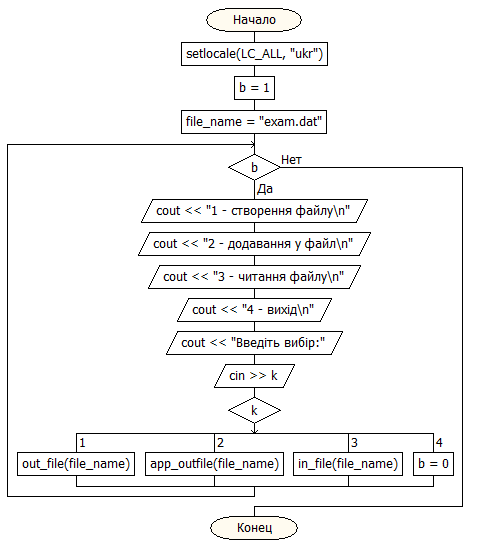 Начало
setlocale(LC_ALL, "ukr")
b = 1
file_name = "exam.dat"
b
Нет
Да
cout << "1 - створення файлу\n"
cout << "2 - додавання у файл\n"
cout << "3 - читання файлу\n"
cout << "4 - вихід\n"
cout << "Введіть вибір:"
cin >> k
k
1 2 3 4
out_file(file_name) app_outfile(file_name) in_file(file_name) b = 0
Конец